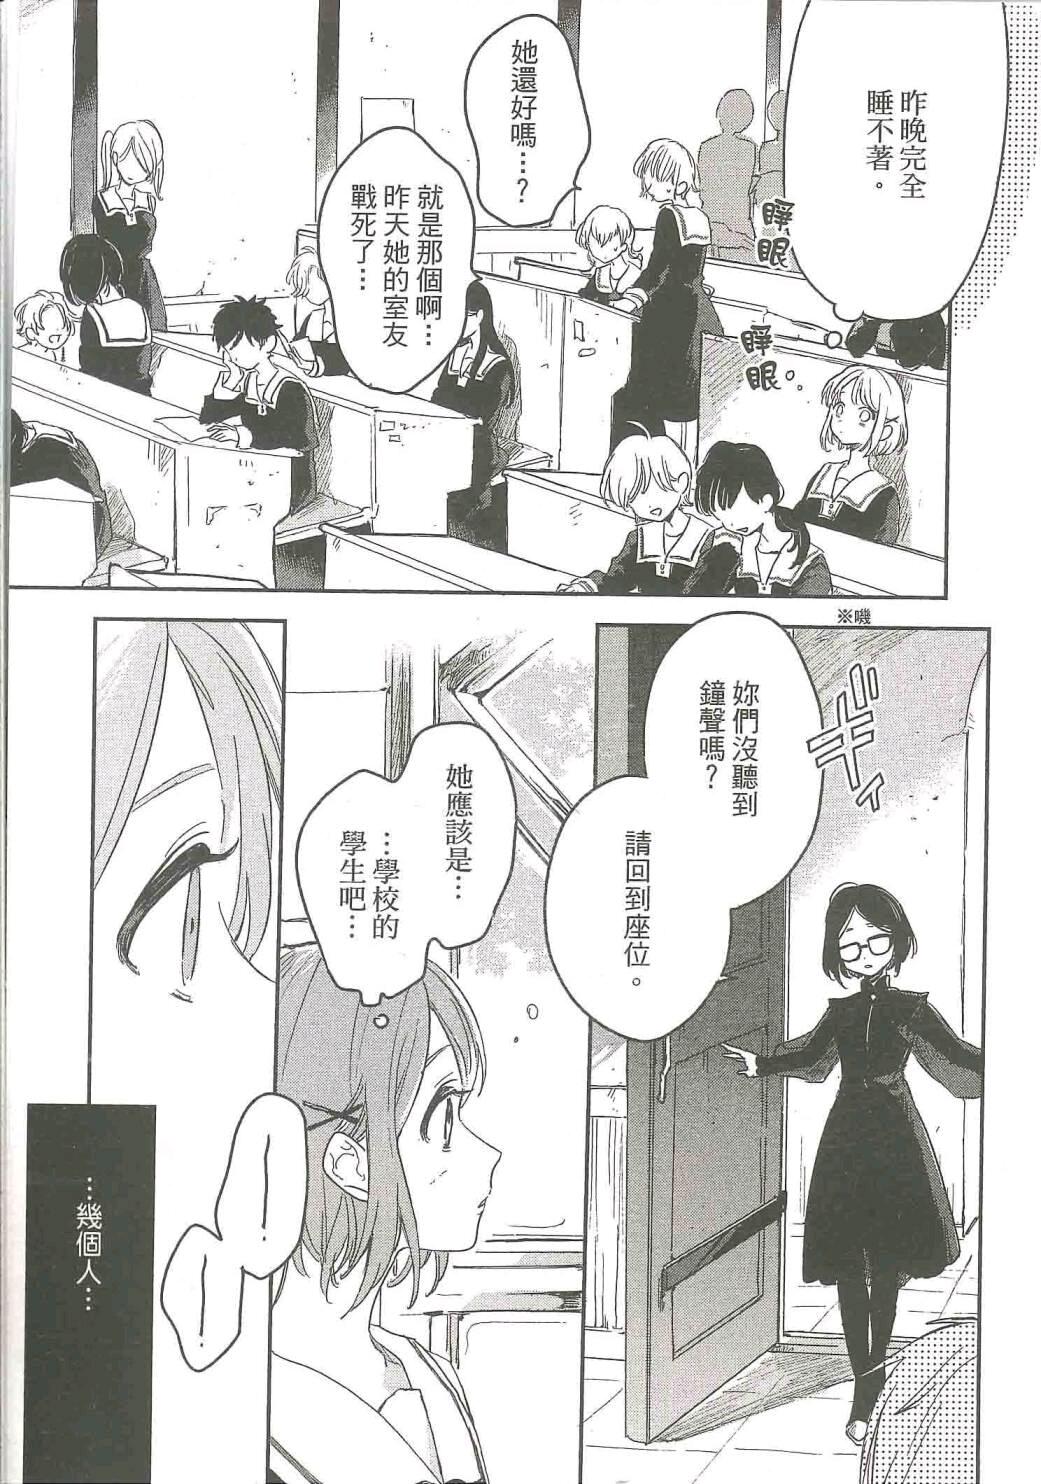 昨晚完全
睡不著。
睜眼
睜眼。
她還好嗎…?
就是那個啊…
昨天她的室友
戰死了…
※嘰
ギィ
妳們沒聽到
鐘聲嗎?
請回到座位。
她應該是…
…學校的
學生吧…
…幾個人…